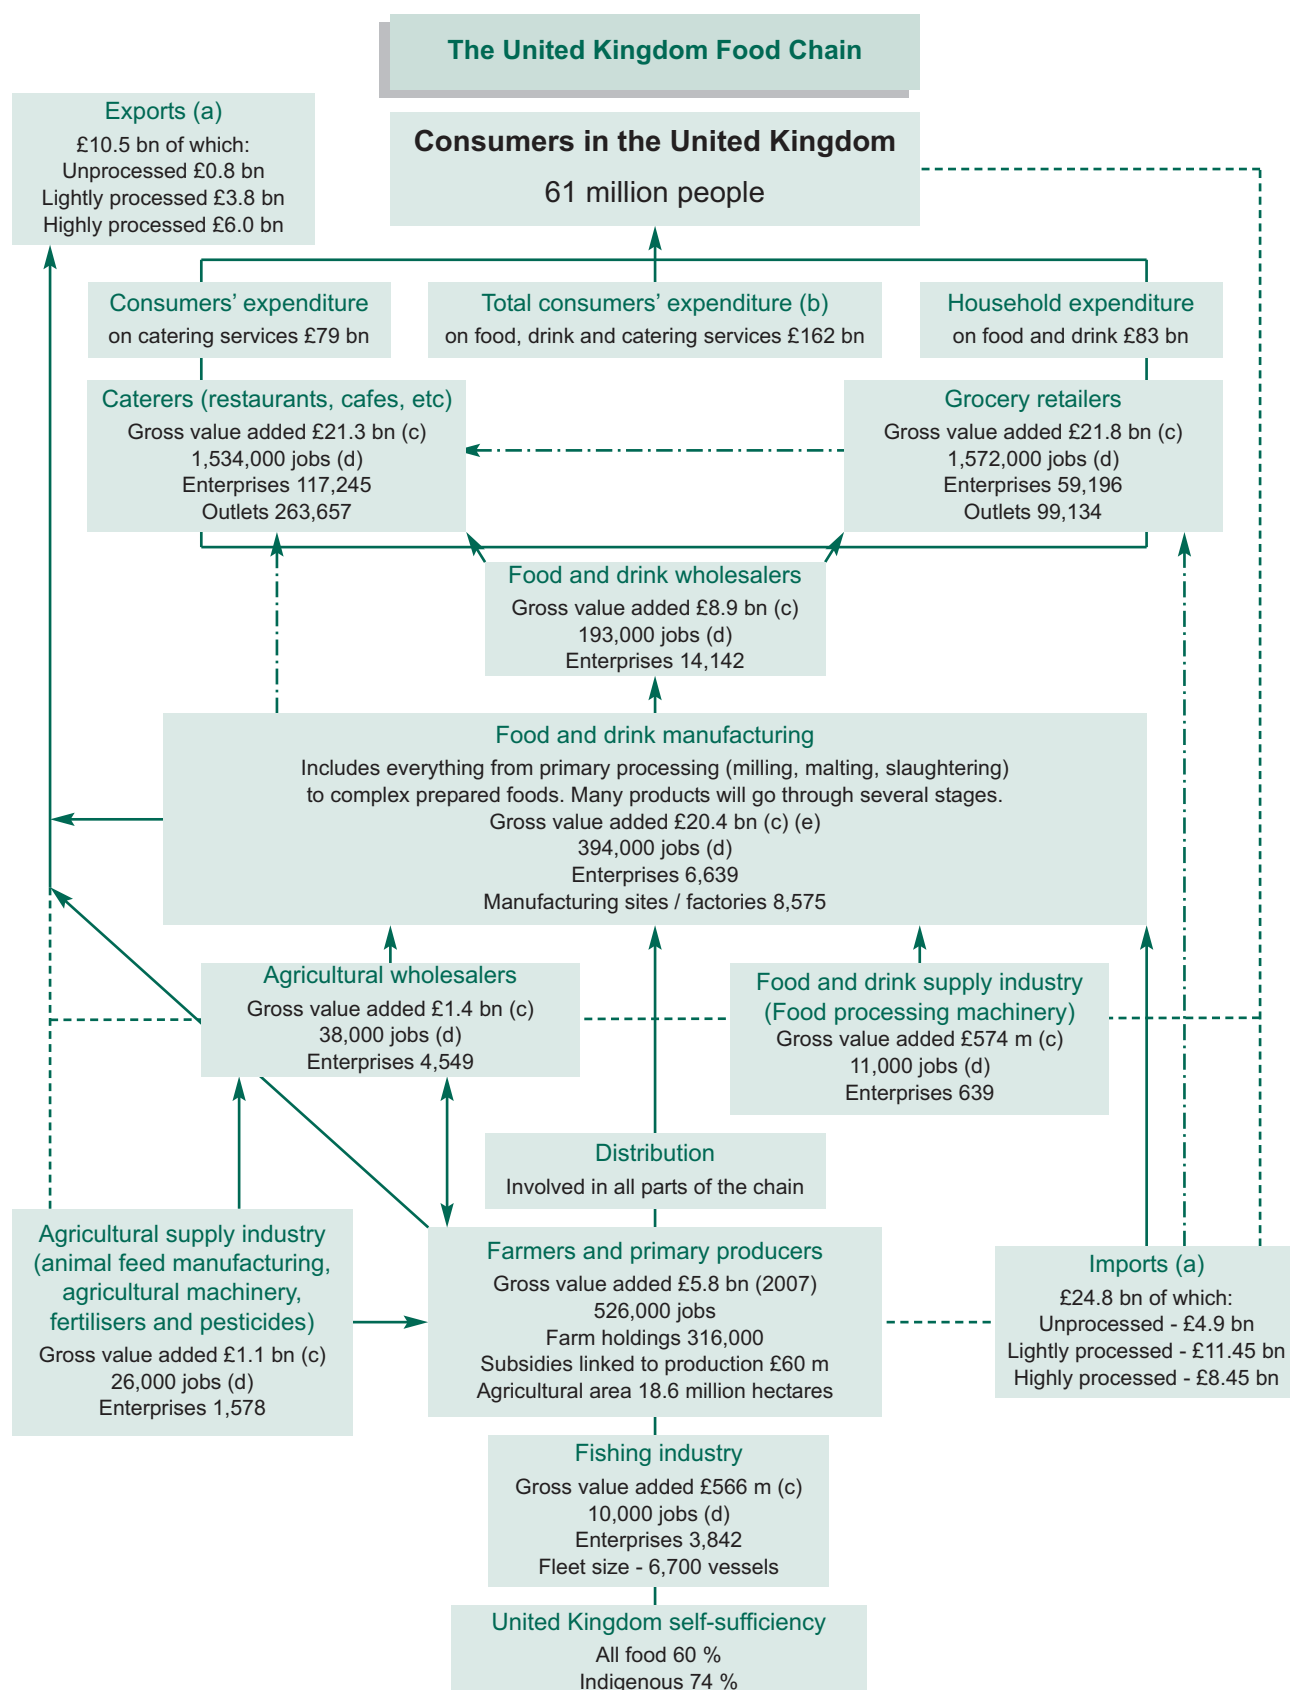 The United Kingdom Food Chain
Exports (a)
£10.5 bn of which:
Unprocessed £0.8 bn
Lightly processed £3.8 bn
Highly processed £6.0 bn
Consumers in the United Kingdom
61 million people
Consumers’ expenditure
on catering services £79 bn
Total consumers’ expenditure (b)
on food, drink and catering services £162 bn
Household expenditure
on food and drink £83 bn
Caterers (restaurants, cafes, etc)
Gross value added £21.3 bn (c)
1,534,000 jobs (d)
Enterprises 117,245
Outlets 263,657
Grocery retailers
Gross value added £21.8 bn (c)
1,572,000 jobs (d)
Enterprises 59,196
Outlets 99,134
Food and drink wholesalers
Gross value added £8.9 bn (c)
193,000 jobs (d)
Enterprises 14,142
Food and drink manufacturing
Includes everything from primary processing (milling, malting, slaughtering)
to complex prepared foods. Many products will go through several stages.
Gross value added £20.4 bn (c) (e)
394,000 jobs (d)
Enterprises 6,639
Manufacturing sites / factories 8,575
Agricultural wholesalers
Gross value added £1.4 bn (c)
38,000 jobs (d)
Enterprises 4,549
Food and drink supply industry
(Food processing machinery)
Gross value added £574 m (c)
11,000 jobs (d)
Enterprises 639
Distribution
Involved in all parts of the chain
Agricultural supply industry
(animal feed manufacturing,
agricultural machinery,
fertilisers and pesticides)
Gross value added £1.1 bn (c)
26,000 jobs (d)
Enterprises 1,578
Farmers and primary producers
Gross value added £5.8 bn (2007)
526,000 jobs
Farm holdings 316,000
Subsidies linked to production £60 m
Agricultural area 18.6 million hectares
Imports (a)
£24.8 bn of which:
Unprocessed - £4.9 bn
Lightly processed - £11.45 bn
Highly processed - £8.45 bn
Fishing industry
Gross value added £566 m (c)
10,000 jobs (d)
Enterprises 3,842
Fleet size - 6,700 vessels
United Kingdom self-sufficiency
All food 60 %
Indigenous 74 %